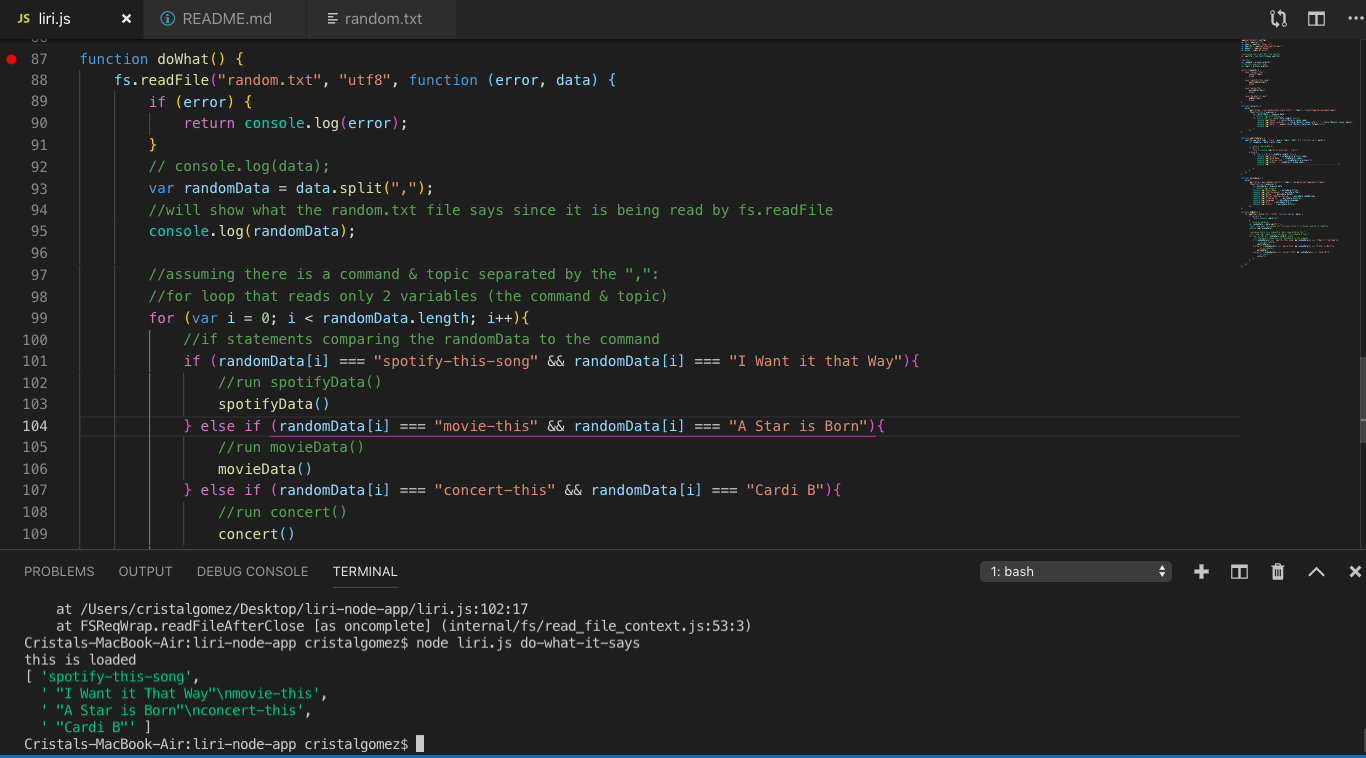 JS liri.js × README.md random.txt
86
87 function doWhat() {
88 fs.readFile("random.txt", "utf8", function (error, data) {
89 if (error) {
90 return console.log(error);
91 }
92 // console.log(data);
93 var randomData = data.split(",");
94 //will show what the random.txt file says since it is being read by fs.readFile
95 console.log(randomData);
96
97 //assuming there is a command & topic separated by the ",":
98 //for loop that reads only 2 variables (the command & topic)
99 for (var i = 0; i < randomData.length; i++){
100 //if statements comparing the randomData to the command
101 if (randomData[i] === "spotify-this-song" && randomData[i] === "I Want it that Way"){
102 //run spotifyData()
103 spotifyData()
104 } else if (randomData[i] === "movie-this" && randomData[i] === "A Star is Born"){
105 //run movieData()
106 movieData()
107 } else if (randomData[i] === "concert-this" && randomData[i] === "Cardi B"){
108 //run concert()
109 concert()
PROBLEMS OUTPUT DEBUG CONSOLE TERMINAL 1: bash
at /Users/cristalgomez/Desktop/liri-node-app/liri.js:102:17
at FSReqWrap.readFileAfterClose [as oncomplete] (internal/fs/read_file_context.js:53:3)
Cristals-MacBook-Air:liri-node-app cristalgomez$ node liri.js do-what-it-says
this is loaded
[ 'spotify-this-song',
' "I Want it That Way"\nmovie-this',
' "A Star is Born"\nconcert-this',
' "Cardi B"' ]
Cristals-MacBook-Air:liri-node-app cristalgomez$